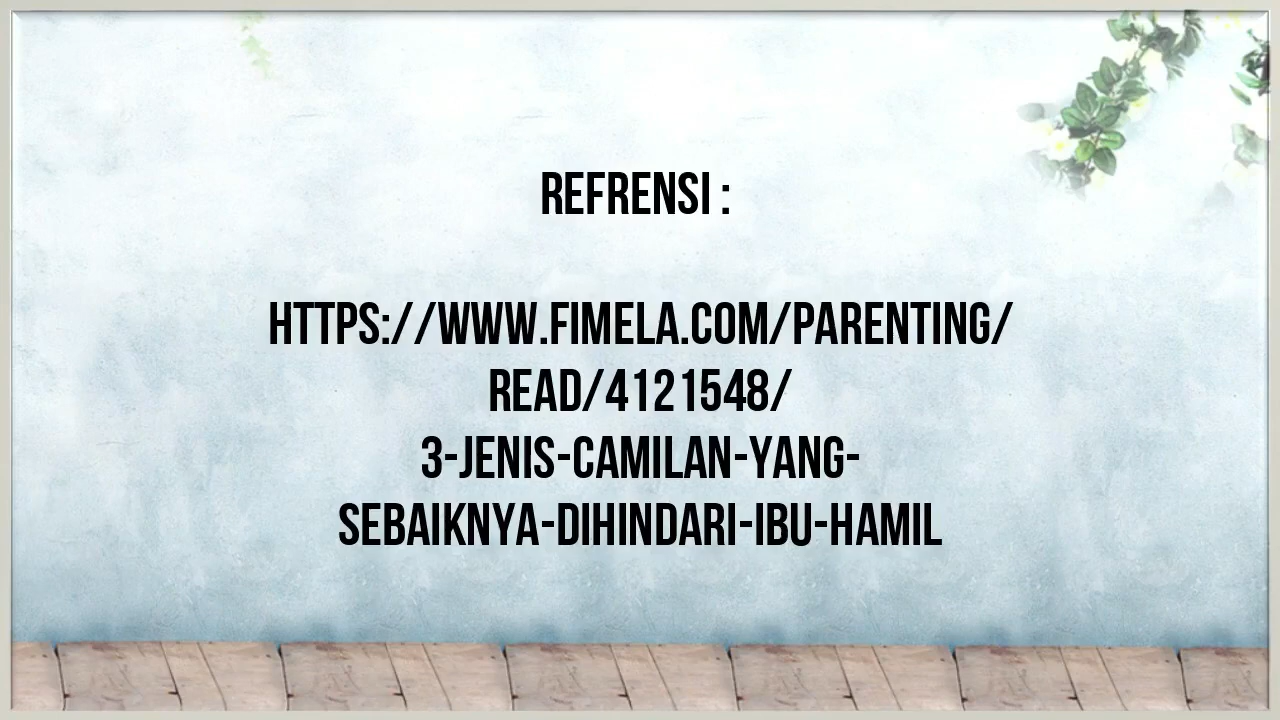 REFRENSI :
HTTPS://WWW.FIMELA.COM/PARENTING/
READ/4121548/
3-JENIS-CAMILAN-YANG-
SEBAIKNYA-DIHINDARI-IBU-HAMIL